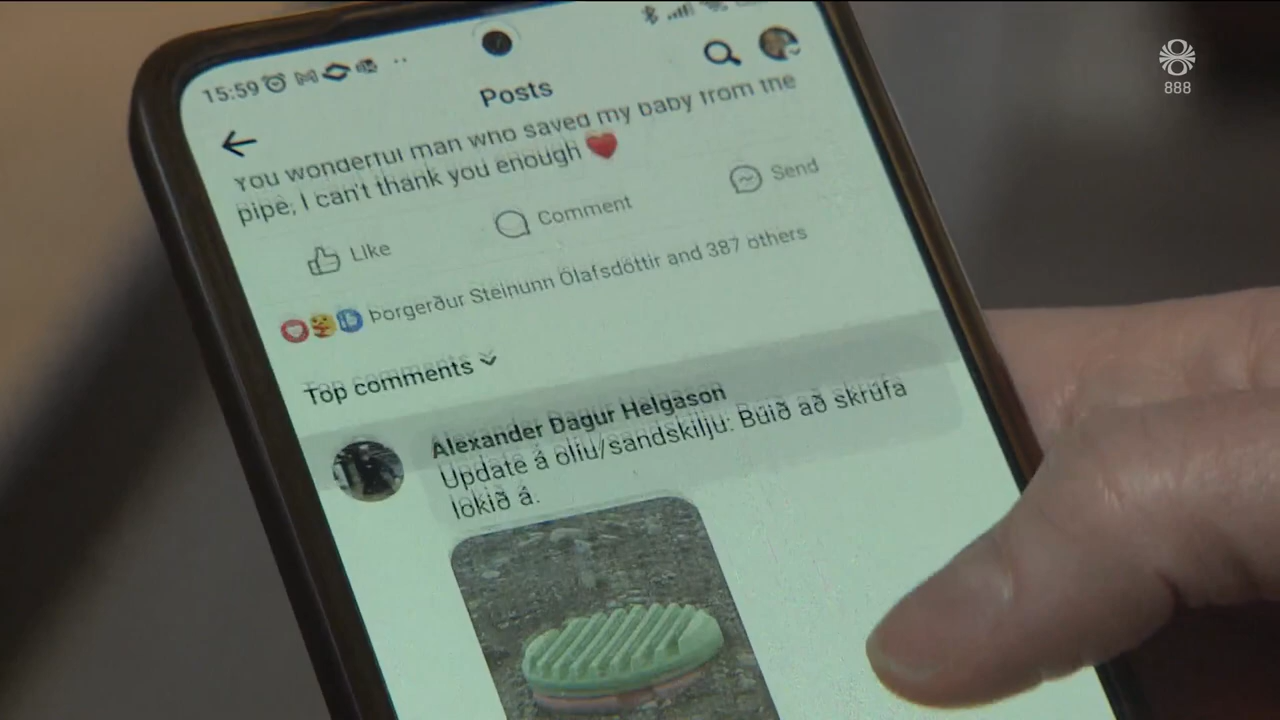 888
15:59
Posts
You wonderful man who saved my baby from the
pipe, I can't thank you enough
Like
Comment
Send
Þorgerður Steinunn Ólafsdóttir and 387 others
Top comments
Alexander Dagur Helgason
Update á olíu/sandskilju: Búið að skrúfa
lokið á.